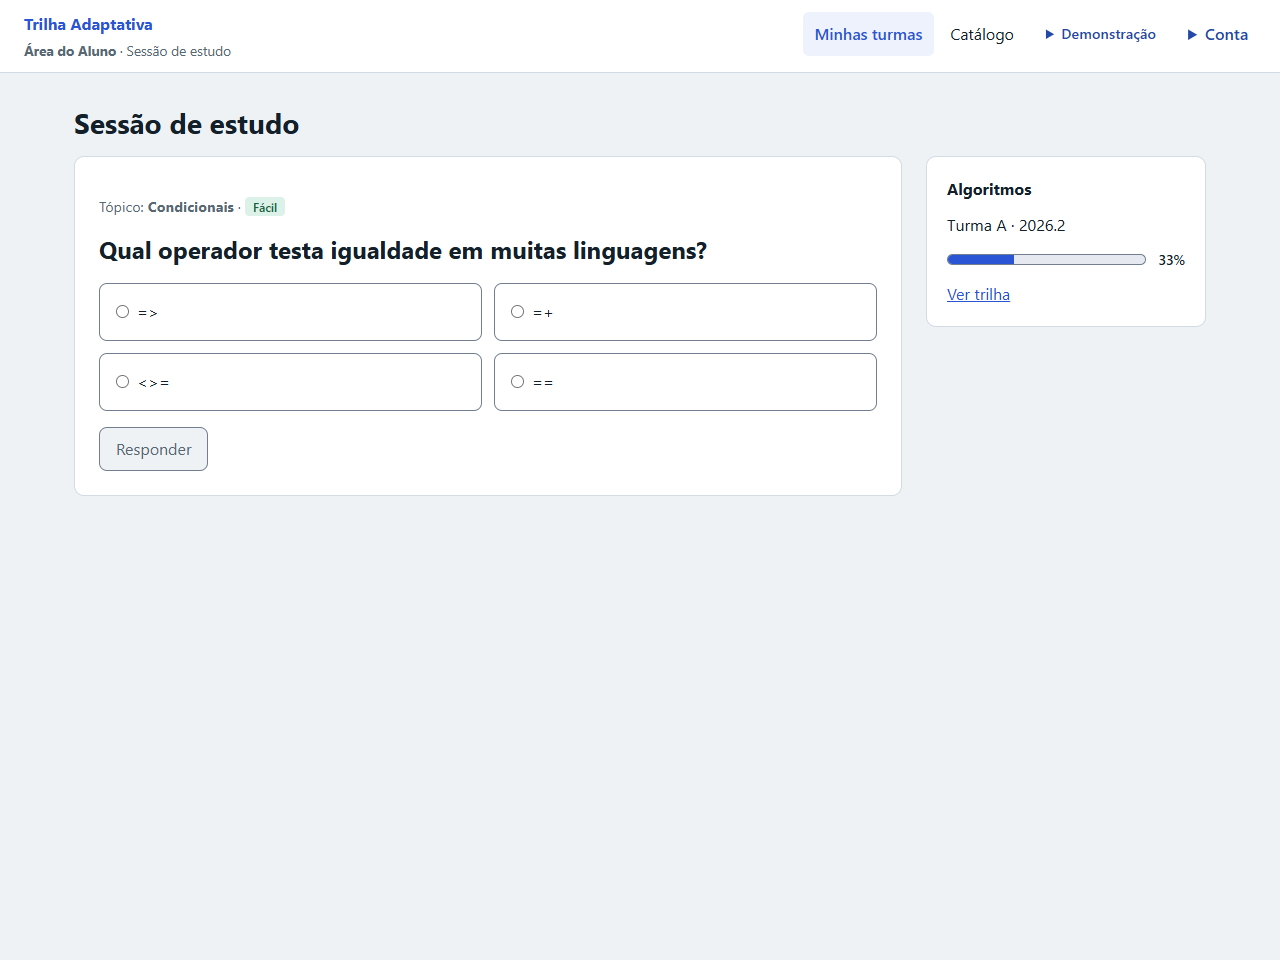 Trilha Adaptativa
Área do Aluno · Sessão de estudo
Minhas turmas
Catálogo
Demonstração
Conta
Sessão de estudo
Tópico: Condicionais · Fácil
Qual operador testa igualdade em muitas linguagens?
=>
=+
<>=
==
Responder
Algoritmos
Turma A · 2026.2
33%
Ver trilha